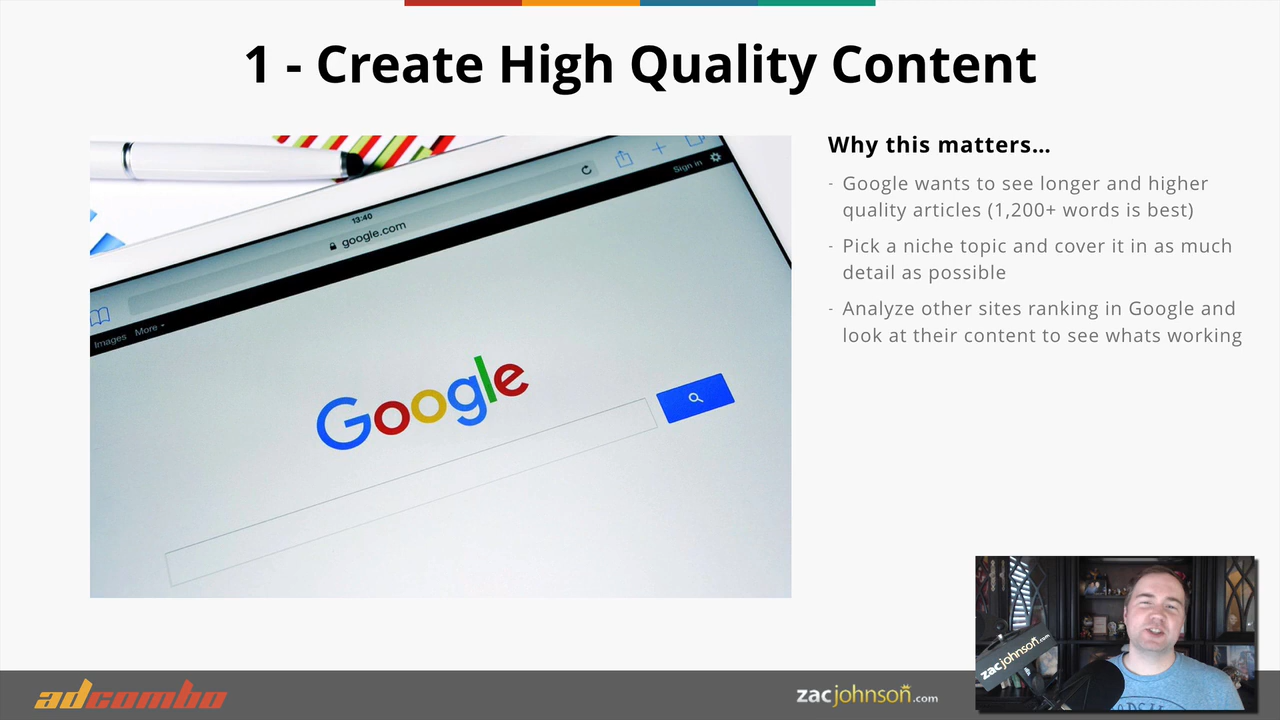 1 - Create High Quality Content
Why this matters...
- Google wants to see longer and higher
quality articles (1,200+ words is best)
- Pick a niche topic and cover it in as much
detail as possible
- Analyze other sites ranking in Google and
look at their content to see whats working
13:40
google.com
Sign in
Images More
Google
adcombo
zacjohnson.com
zacjohnson.com